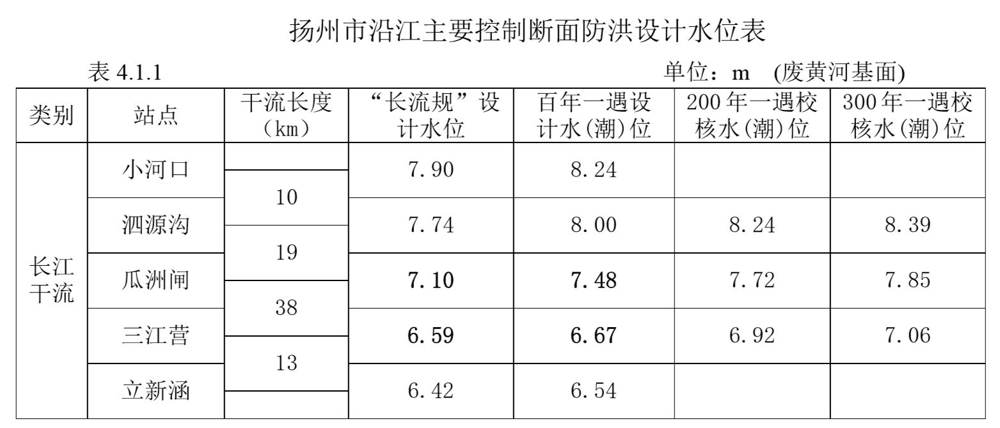 扬州市沿江主要控制断面防洪设计水位表
表 4.1.1 单位：m (废黄河基面)
类别 站点 干流长度（km） “长流规”设计水位 百年一遇设计水(潮)位 200年一遇校核水(潮)位 300年一遇校核水(潮)位
长江干流
小河口 7.90 8.24
10
泗源沟 7.74 8.00 8.24 8.39
19
瓜洲闸 7.10 7.48 7.72 7.85
38
三江营 6.59 6.67 6.92 7.06
13
立新涵 6.42 6.54